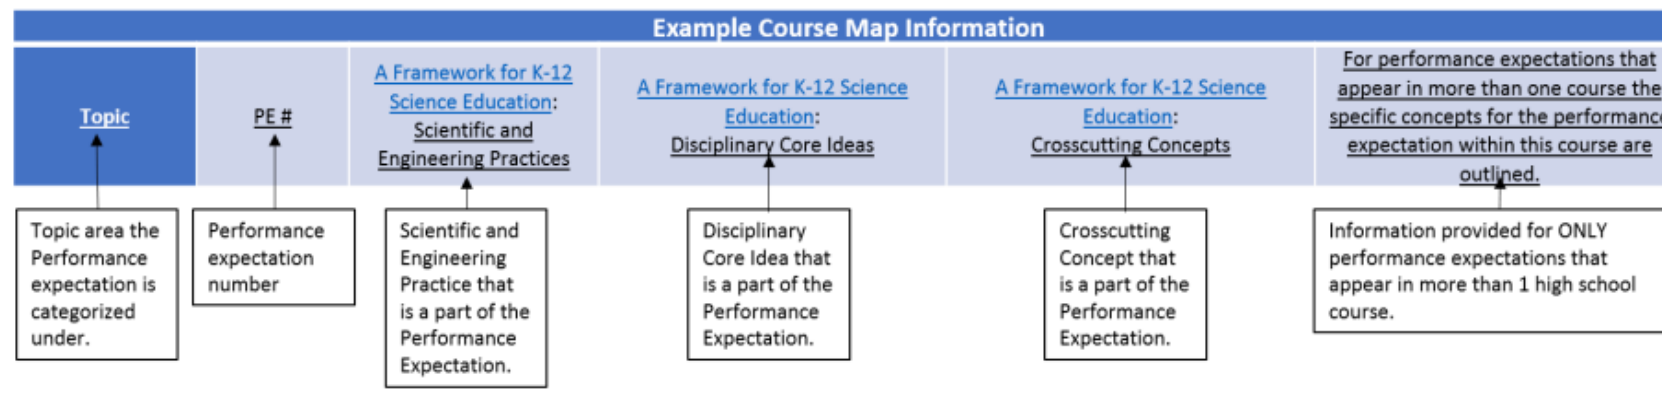 Example Course Map Information
Topic
PE #
A Framework for K-12
Science Education:
Scientific and
Engineering Practices
A Framework for K-12 Science
Education:
Disciplinary Core Ideas
A Framework for K-12 Science
Education:
Crosscutting Concepts
For performance expectations that
appear in more than one course the
specific concepts for the performance
expectation within this course are
outlined.
Topic area the
Performance
expectation is
categorized
under.
Performance
expectation
number
Scientific and
Engineering
Practice that
is a part of the
Performance
Expectation.
Disciplinary
Core Idea that
is a part of the
Performance
Expectation.
Crosscutting
Concept that
is a part of the
Performance
Expectation.
Information provided for ONLY
performance expectations that
appear in more than 1 high school
course.